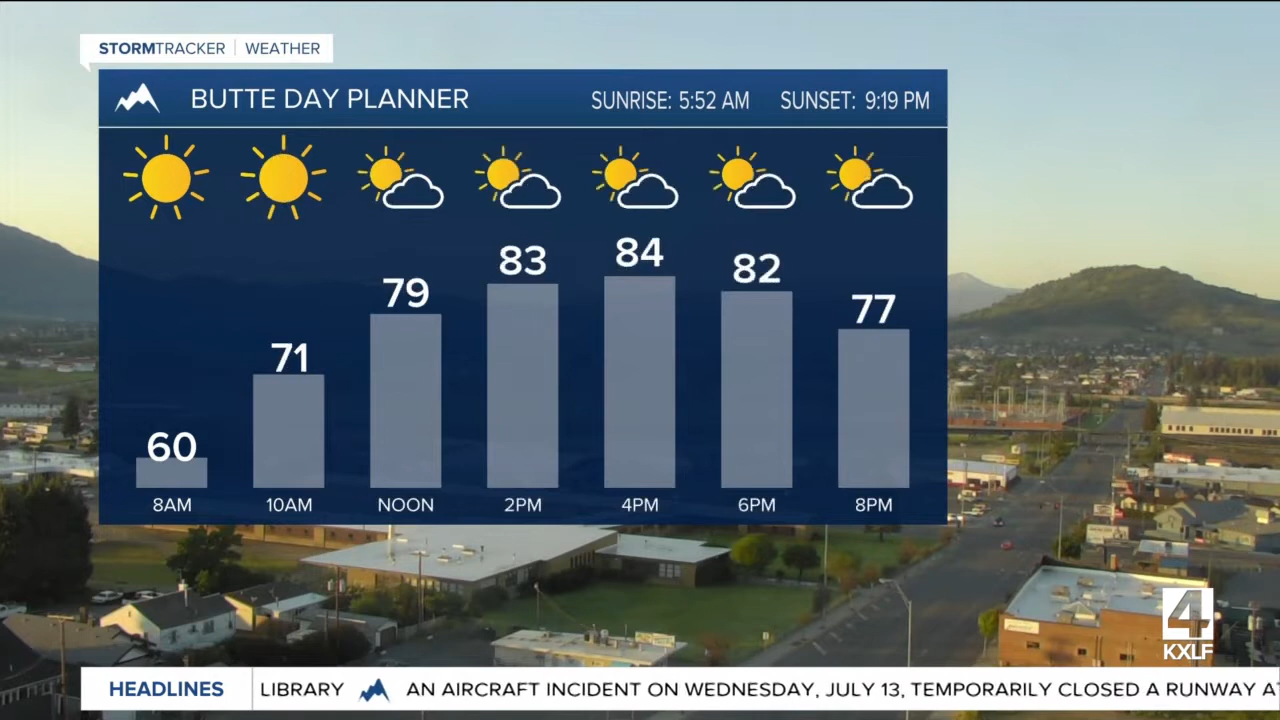 STORMTRACKER | WEATHER
BUTTE DAY PLANNER SUNRISE: 5:52 AM SUNSET: 9:19 PM
60 71 79 83 84 82 77
8AM 10AM NOON 2PM 4PM 6PM 8PM
4
KXLF
HEADLINES LIBRARY AN AIRCRAFT INCIDENT ON WEDNESDAY, JULY 13, TEMPORARILY CLOSED A RUNWAY